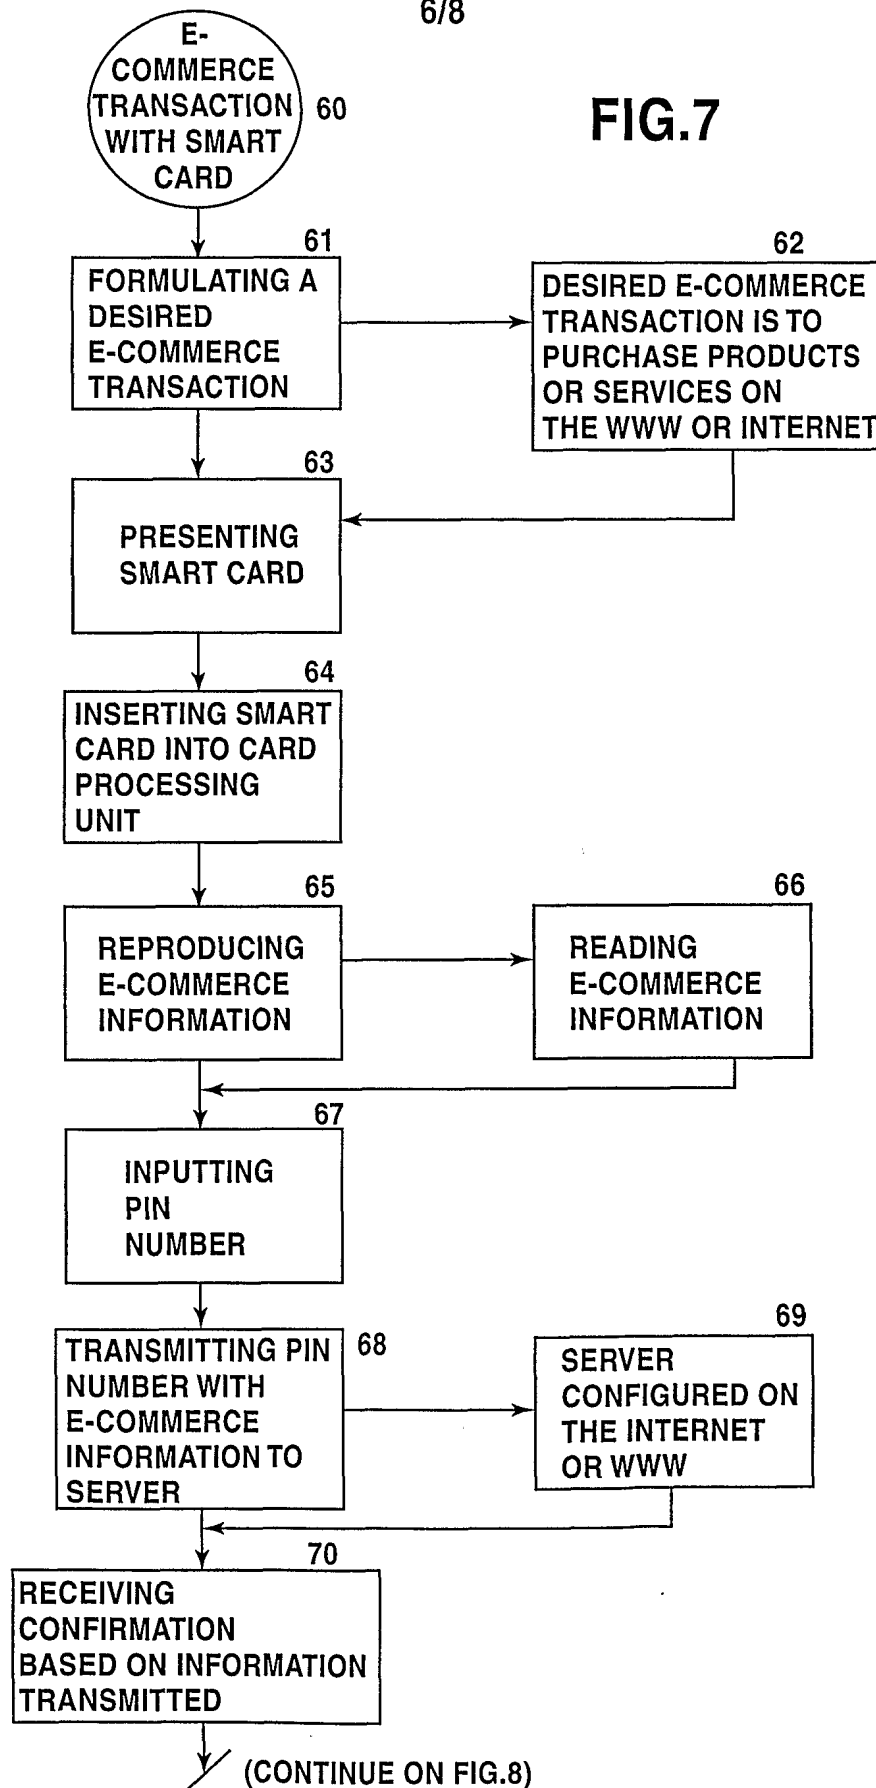 6/8
FIG.7
E-
COMMERCE
TRANSACTION
WITH SMART
CARD
60
61
FORMULATING A
DESIRED
E-COMMERCE
TRANSACTION
62
DESIRED E-COMMERCE
TRANSACTION IS TO
PURCHASE PRODUCTS
OR SERVICES ON
THE WWW OR INTERNET
63
PRESENTING
SMART CARD
64
INSERTING SMART
CARD INTO CARD
PROCESSING
UNIT
65
REPRODUCING
E-COMMERCE
INFORMATION
66
READING
E-COMMERCE
INFORMATION
67
INPUTTING
PIN
NUMBER
68
TRANSMITTING PIN
NUMBER WITH
E-COMMERCE
INFORMATION TO
SERVER
69
SERVER
CONFIGURED ON
THE INTERNET
OR WWW
70
RECEIVING
CONFIRMATION
BASED ON INFORMATION
TRANSMITTED
(CONTINUE ON FIG.8)